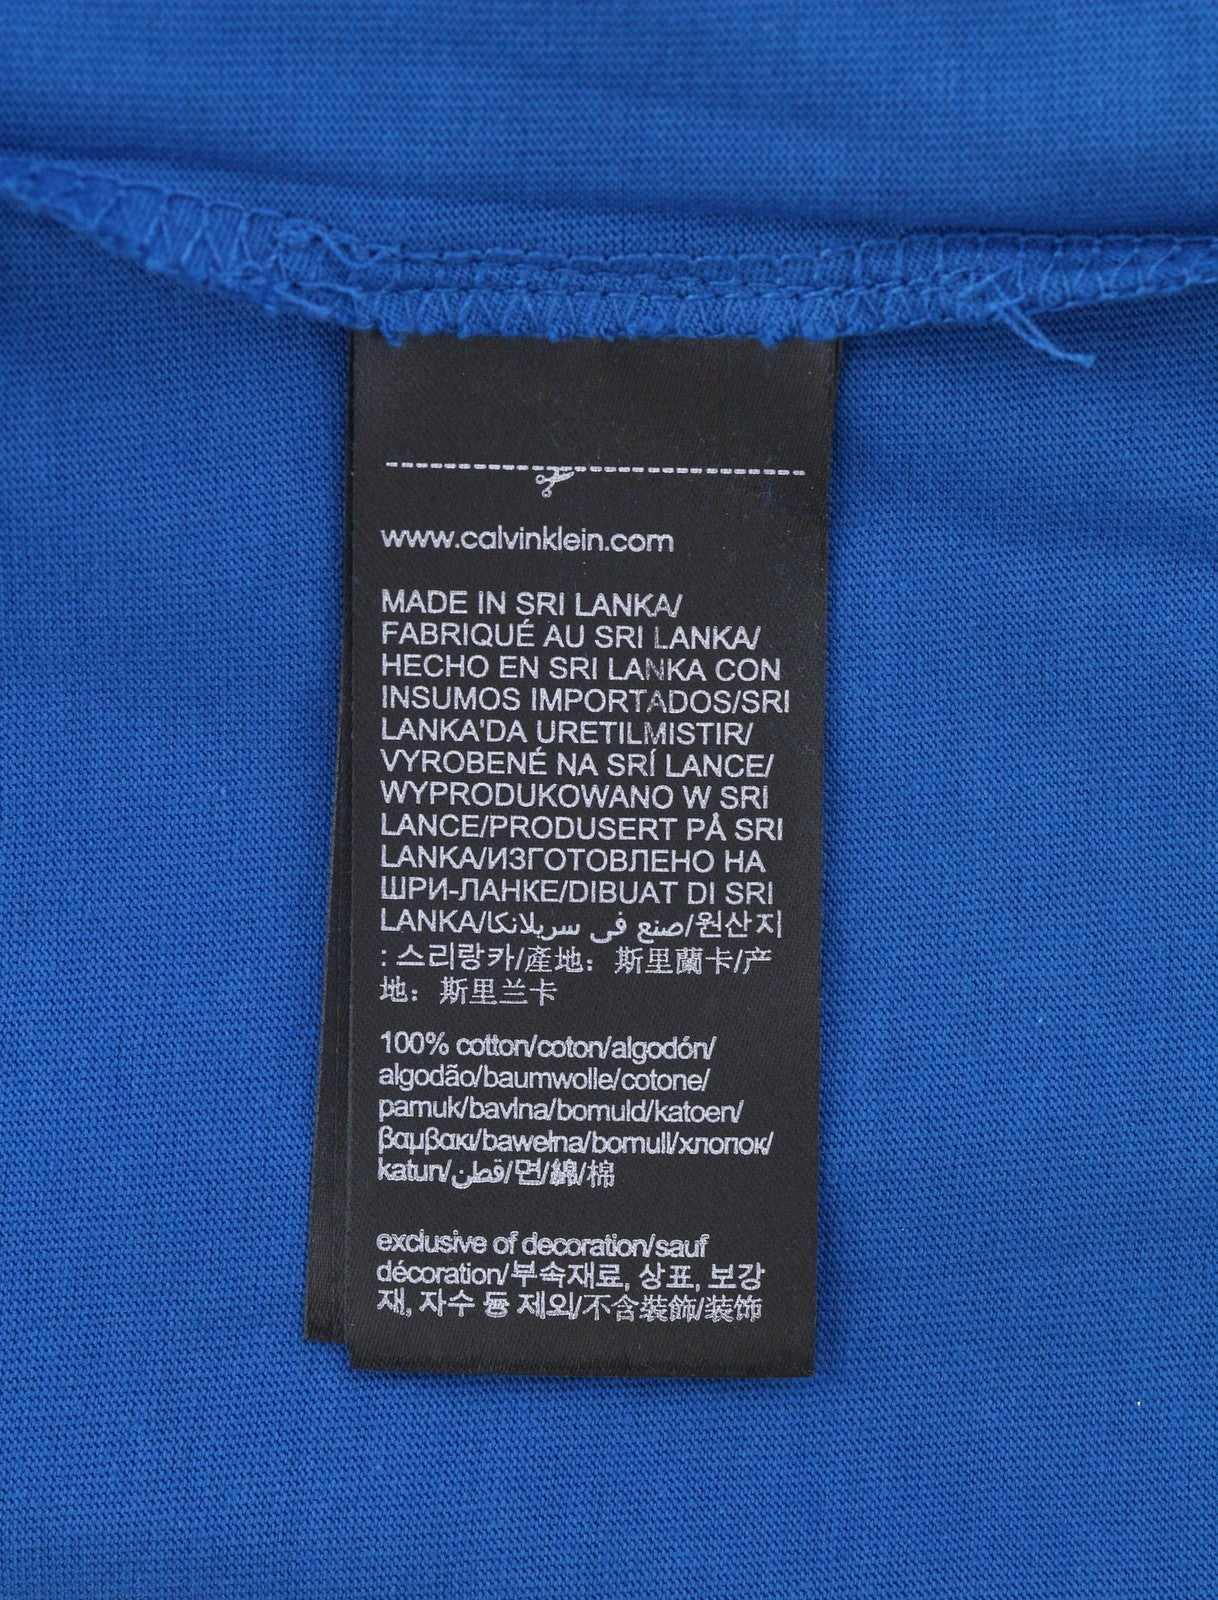 www.calvinklein.com
MADE IN SRI LANKA/
FABRIQUÉ AU SRI LANKA/
HECHO EN SRI LANKA CON
INSUMOS IMPORTADOS/SRI
LANKA'DA URETILMISTIR/
VYROBENÉ NA SRÍ LANCE/
WYPRODUKOWANO W SRI
LANCE/PRODUSERT PÅ SRI
LANKA/ИЗГОТОВЛЕНО НА
ШРИ-ЛАНКЕ/DIBUAT DI SRI
LANKA/صنع في سريلانكا/원산지
: 스리랑카/產地：斯里蘭卡/产
地：斯里兰卡
100% cotton/coton/algodón/
algodão/baumwolle/cotone/
pamuk/bavlna/bomuld/katoen/
βαμβακι/bawełna/bomull/хлопок/
katun/قطن/면/綿/棉
exclusive of decoration/sauf
décoration/부속재료, 상표, 보강
재, 자수 등 제외/不含裝飾/装饰